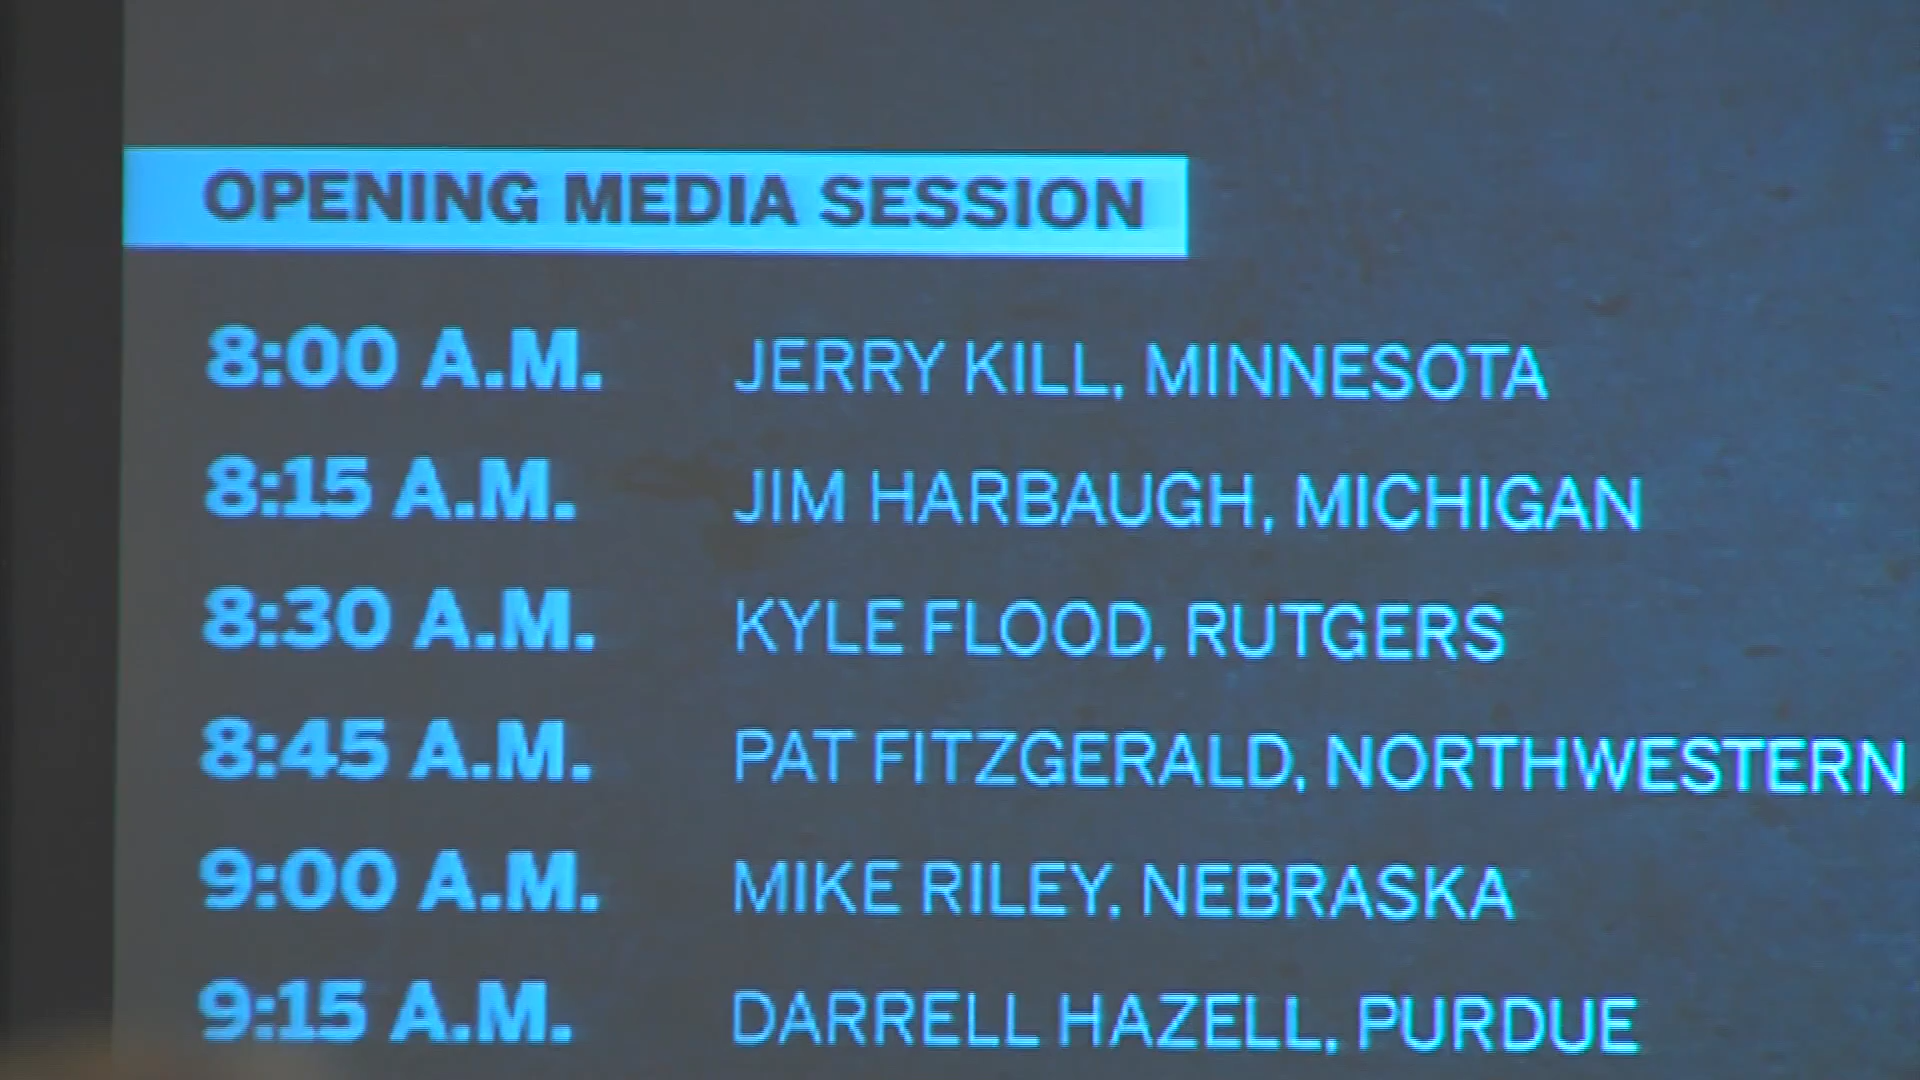 OPENING MEDIA SESSION
8:00 A.M. JERRY KILL, MINNESOTA
8:15 A.M. JIM HARBAUGH, MICHIGAN
8:30 A.M. KYLE FLOOD, RUTGERS
8:45 A.M. PAT FITZGERALD, NORTHWESTERN
9:00 A.M. MIKE RILEY, NEBRASKA
9:15 A.M. DARRELL HAZELL, PURDUE